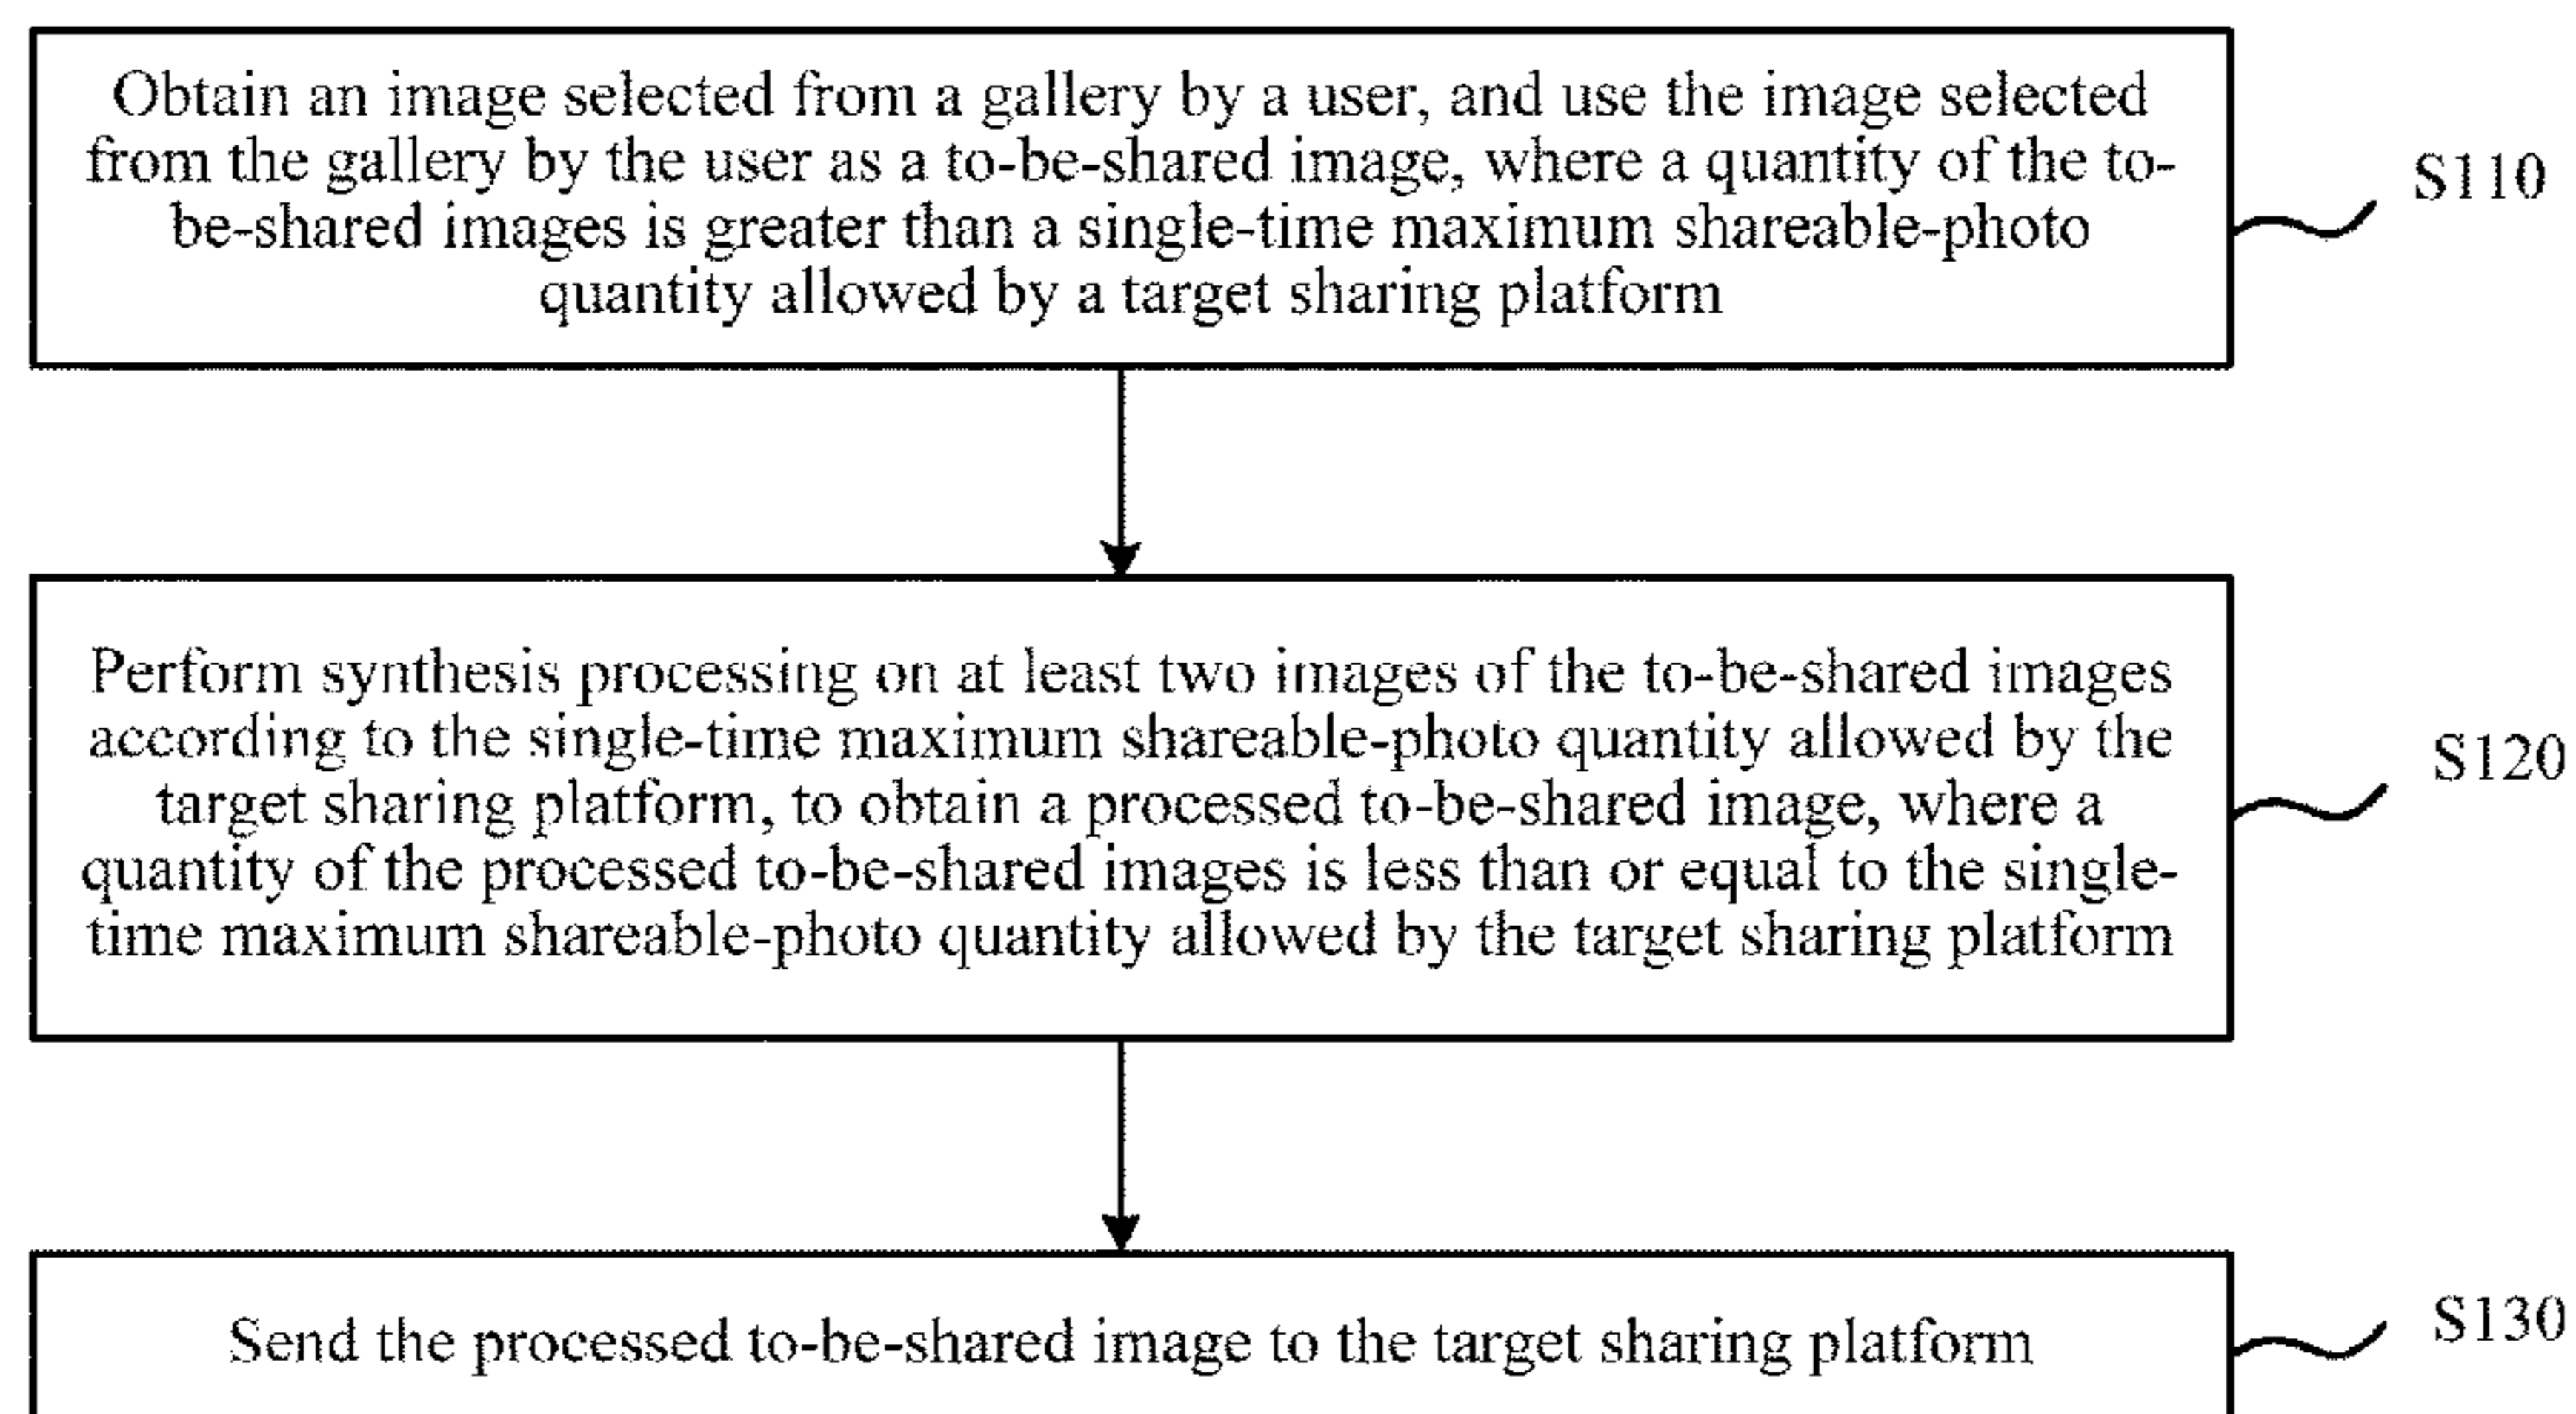 Obtain an image selected from a gallery by a user, and use the image selected
from the gallery by the user as a to-be-shared image, where a quantity of the to-
be-shared images is greater than a single-time maximum shareable-photo
quantity allowed by a target sharing platform
S110
Perform synthesis processing on at least two images of the to-be-shared images
according to the single-time maximum shareable-photo quantity allowed by the
target sharing platform, to obtain a processed to-be-shared image, where a
quantity of the processed to-be-shared images is less than or equal to the single-
time maximum shareable-photo quantity allowed by the target sharing platform
S120
Send the processed to-be-shared image to the target sharing platform
S130